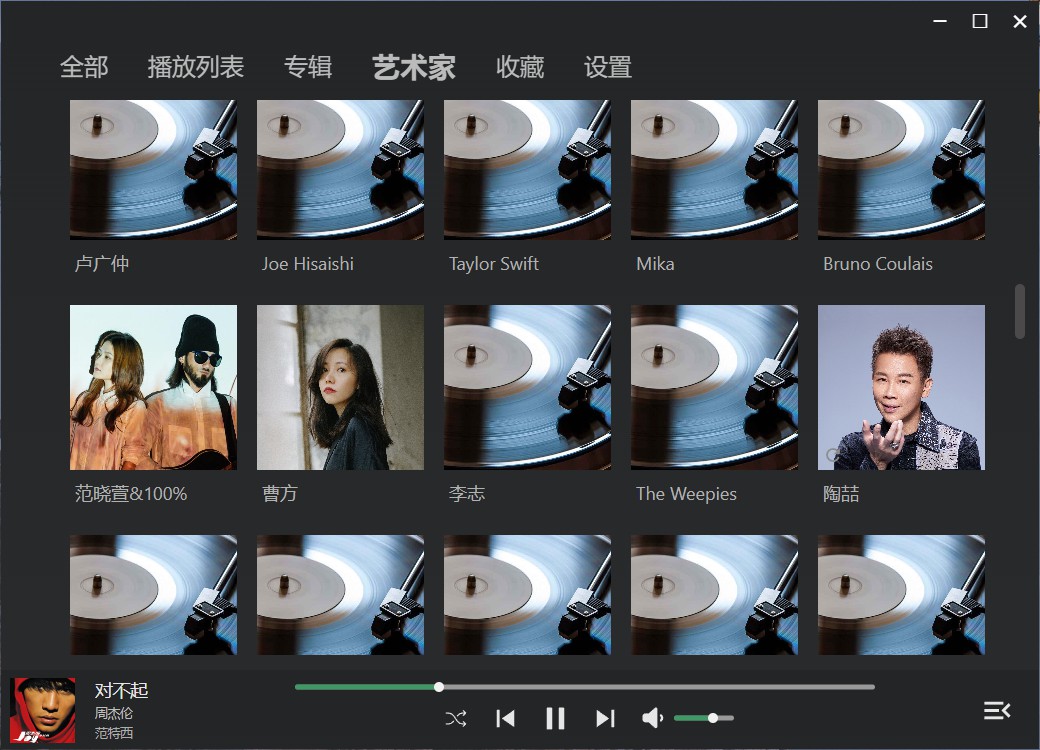 全部 播放列表 专辑 艺术家 收藏 设置
卢广仲 Joe Hisaishi Taylor Swift Mika Bruno Coulais
范晓萱&100% 曹方 李志 The Weepies 陶喆
对不起
周杰伦
范特西
Jay